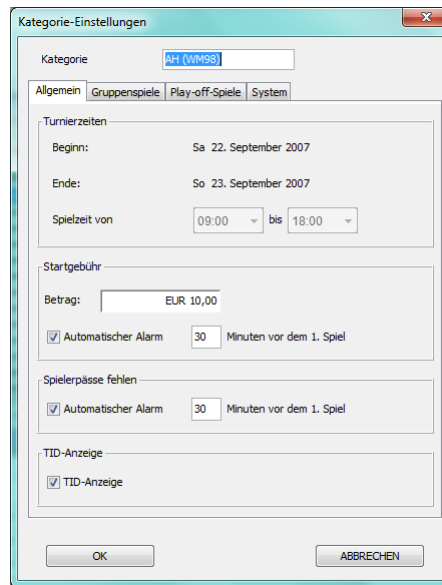 Kategorie-Einstellungen
Kategorie AH (WM98)
Allgemein Gruppenspiele Play-off-Spiele System
Turnierzeiten
Beginn: Sa 22. September 2007
Ende: So 23. September 2007
Spielzeit von 09:00 bis 18:00
Startgebühr
Betrag: EUR 10,00
Automatischer Alarm 30 Minuten vor dem 1. Spiel
Spielerpässe fehlen
Automatischer Alarm 30 Minuten vor dem 1. Spiel
TID-Anzeige
TID-Anzeige
OK ABBRECHEN